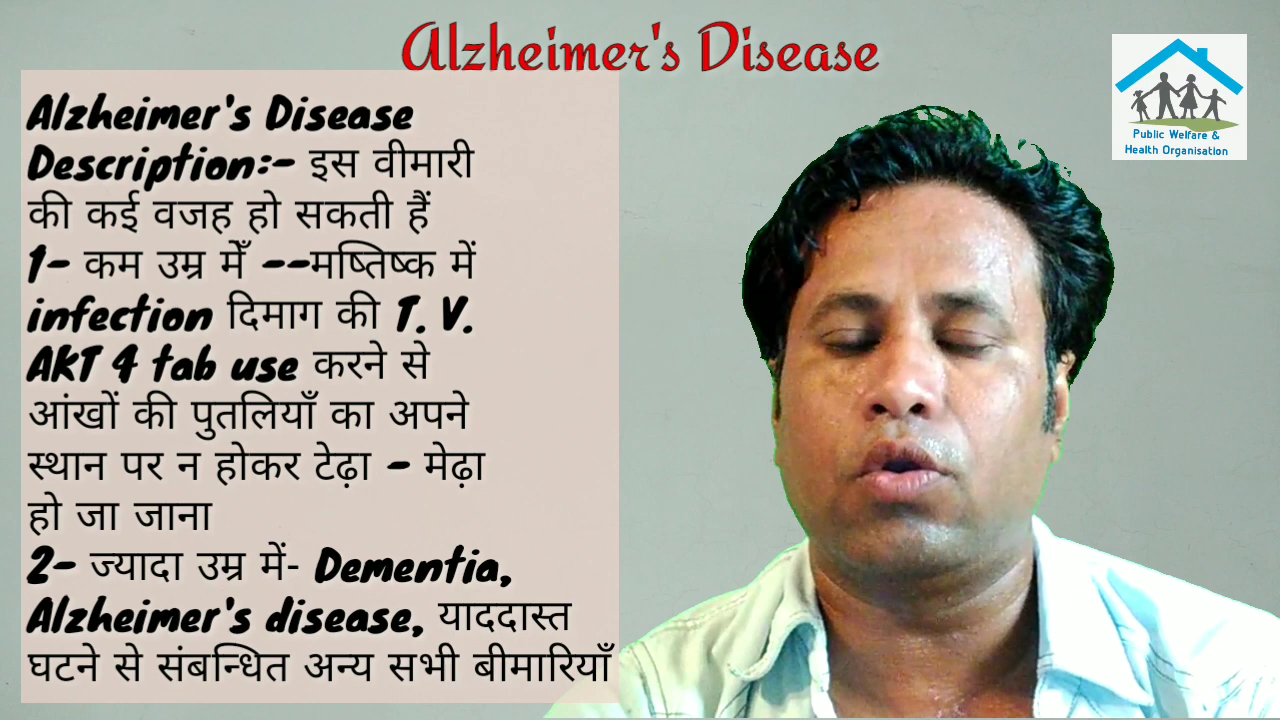 Alzheimer's Disease
Alzheimer's Disease
Description:- इस वीमारी
की कई वजह हो सकती हैं
1- कम उम्र मेँ --मष्तिष्क में
infection दिमाग की T. V.
AKT 4 tab use करने से
आंखों की पुतलियाँ का अपने
स्थान पर न होकर टेढ़ा - मेढ़ा
हो जा जाना
2- ज्यादा उम्र में- Dementia,
Alzheimer's disease, याददास्त
घटने से संबन्धित अन्य सभी बीमारियाँ
Public Welfare &
Health Organisation